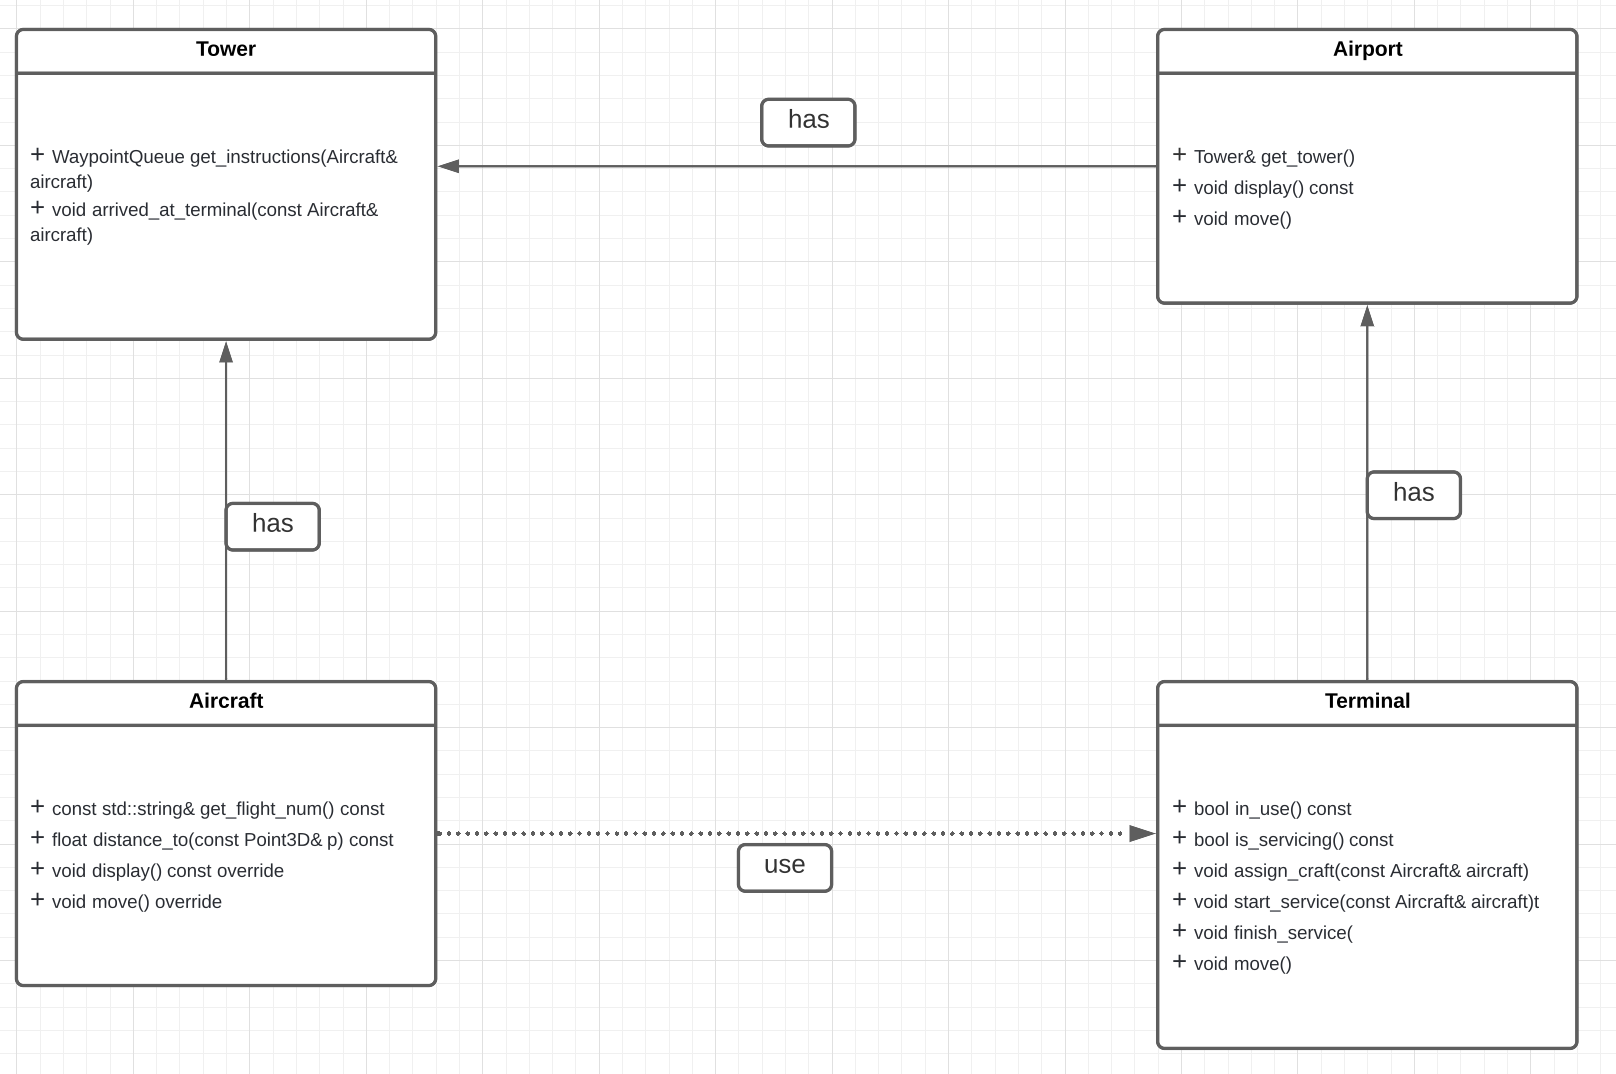 Tower
+ WaypointQueue get_instructions(Aircraft&
aircraft)
+ void arrived_at_terminal(const Aircraft&
aircraft)
has
Airport
+ Tower& get_tower()
+ void display() const
+ void move()
has
has
Aircraft
+ const std::string& get_flight_num() const
+ float distance_to(const Point3D& p) const
+ void display() const override
+ void move() override
use
Terminal
+ bool in_use() const
+ bool is_servicing() const
+ void assign_craft(const Aircraft& aircraft)
+ void start_service(const Aircraft& aircraft)t
+ void finish_service(
+ void move()